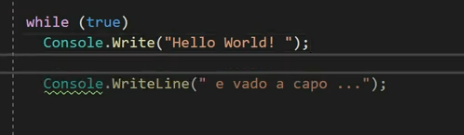 while (true)
Console.Write("Hello World! ");
Console.WriteLine(" e vado a capo ...");